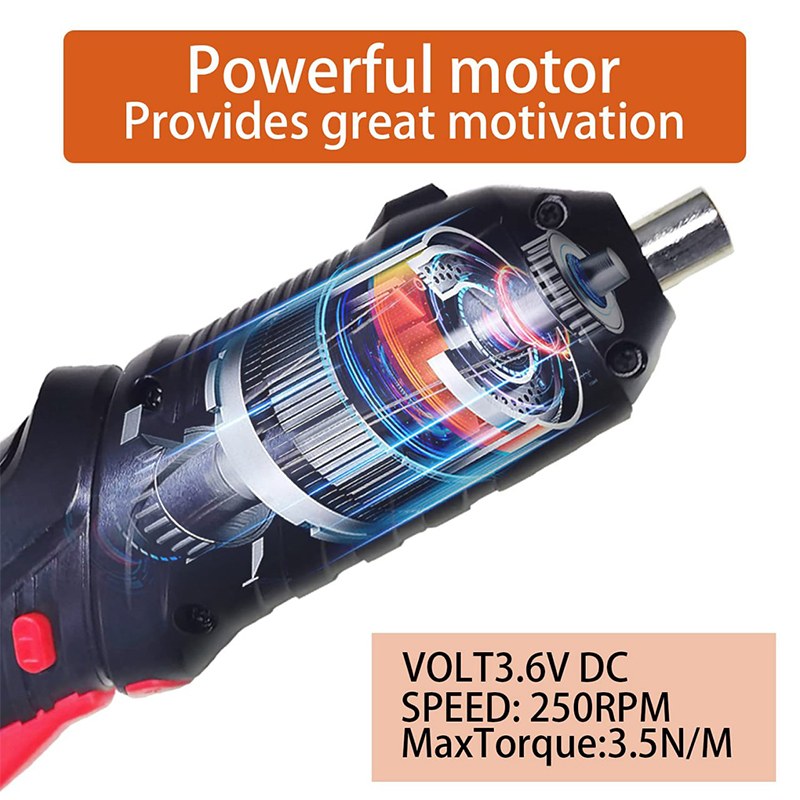 Powerful motor
Provides great motivation
VOLT3.6V DC
SPEED: 250RPM
MaxTorque:3.5N/M